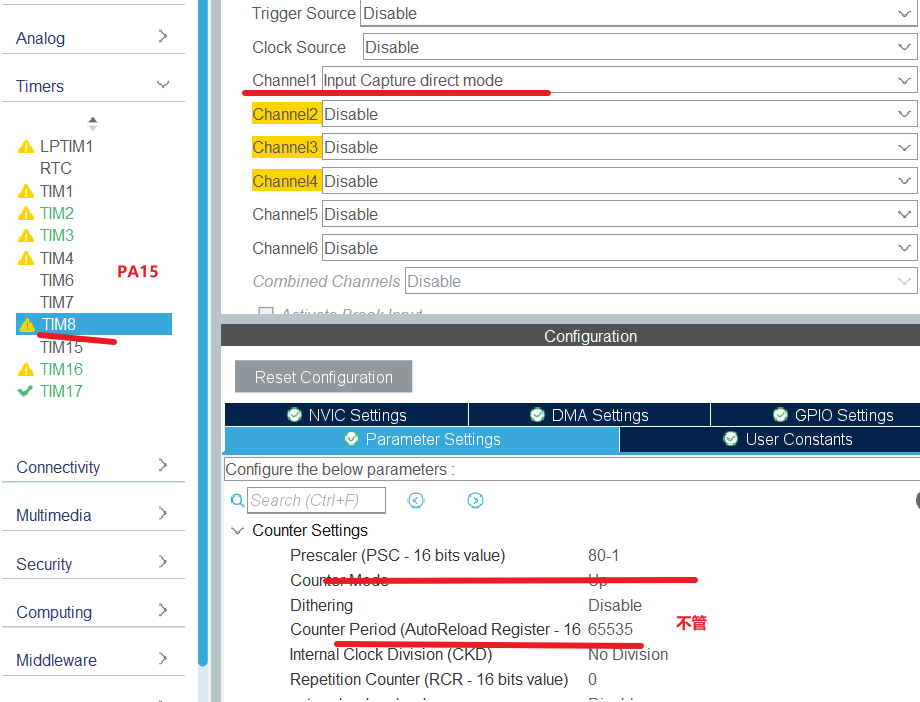 Analog
Timers
LPTIM1
RTC
TIM1
TIM2
TIM3
TIM4
TIM6
TIM7
TIM8
TIM15
TIM16
TIM17
PA15
Connectivity
Multimedia
Security
Computing
Middleware
Trigger Source Disable
Clock Source Disable
Channel1 Input Capture direct mode
Channel2 Disable
Channel3 Disable
Channel4 Disable
Channel5 Disable
Channel6 Disable
Combined Channels Disable
Activate Break Input
Configuration
Reset Configuration
NVIC Settings DMA Settings GPIO Settings
Parameter Settings User Constants
Configure the below parameters :
Search (Ctrl+F)
Counter Settings
Prescaler (PSC - 16 bits value) 80-1
Counter Mode Up
Dithering Disable
Counter Period (AutoReload Register - 16 65535 不管
Internal Clock Division (CKD) No Division
Repetition Counter (RCR - 16 bits value) 0